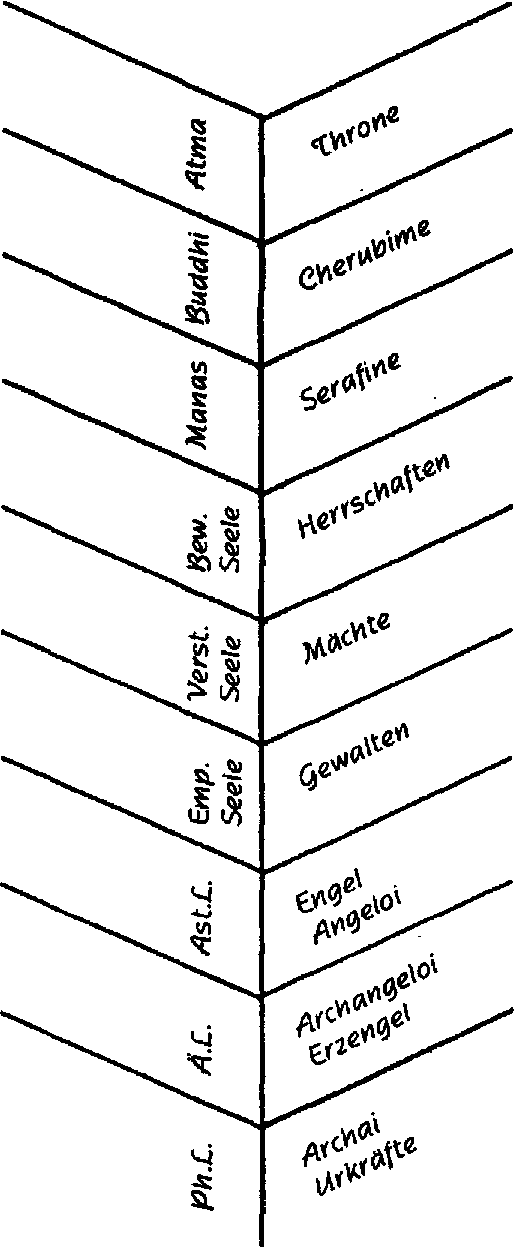 Atma
Throne
Buddhi
Cherubime
Manas
Serafine
Bew.
Seele
Herrschaften
Verst.
Seele
Mächte
Emp.
Seele
Gewalten
Ast.L.
Engel
Angeloi
Ä.L.
Archangeloi
Erzengel
Ph.L.
Archai
Urkräfte